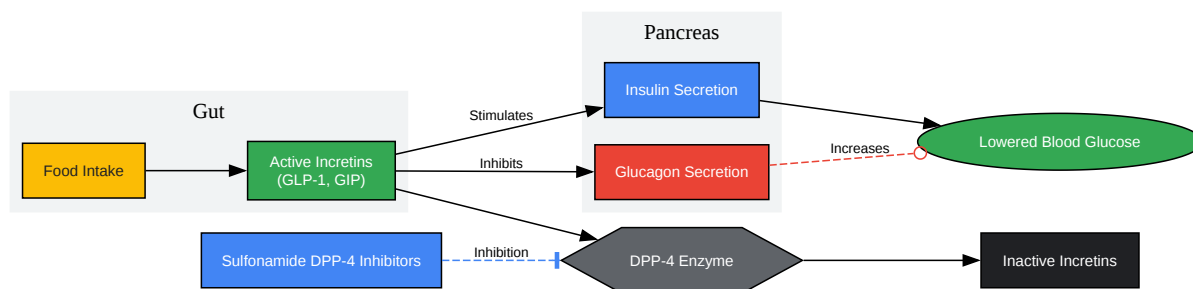 Pancreas
Gut
Insulin Secretion
Stimulates
Lowered Blood Glucose
Increases
Food Intake
Active Incretins
(GLP-1, GIP)
Inhibits
Glucagon Secretion
Sulfonamide DPP-4 Inhibitors
Inhibition
DPP-4 Enzyme
Inactive Incretins